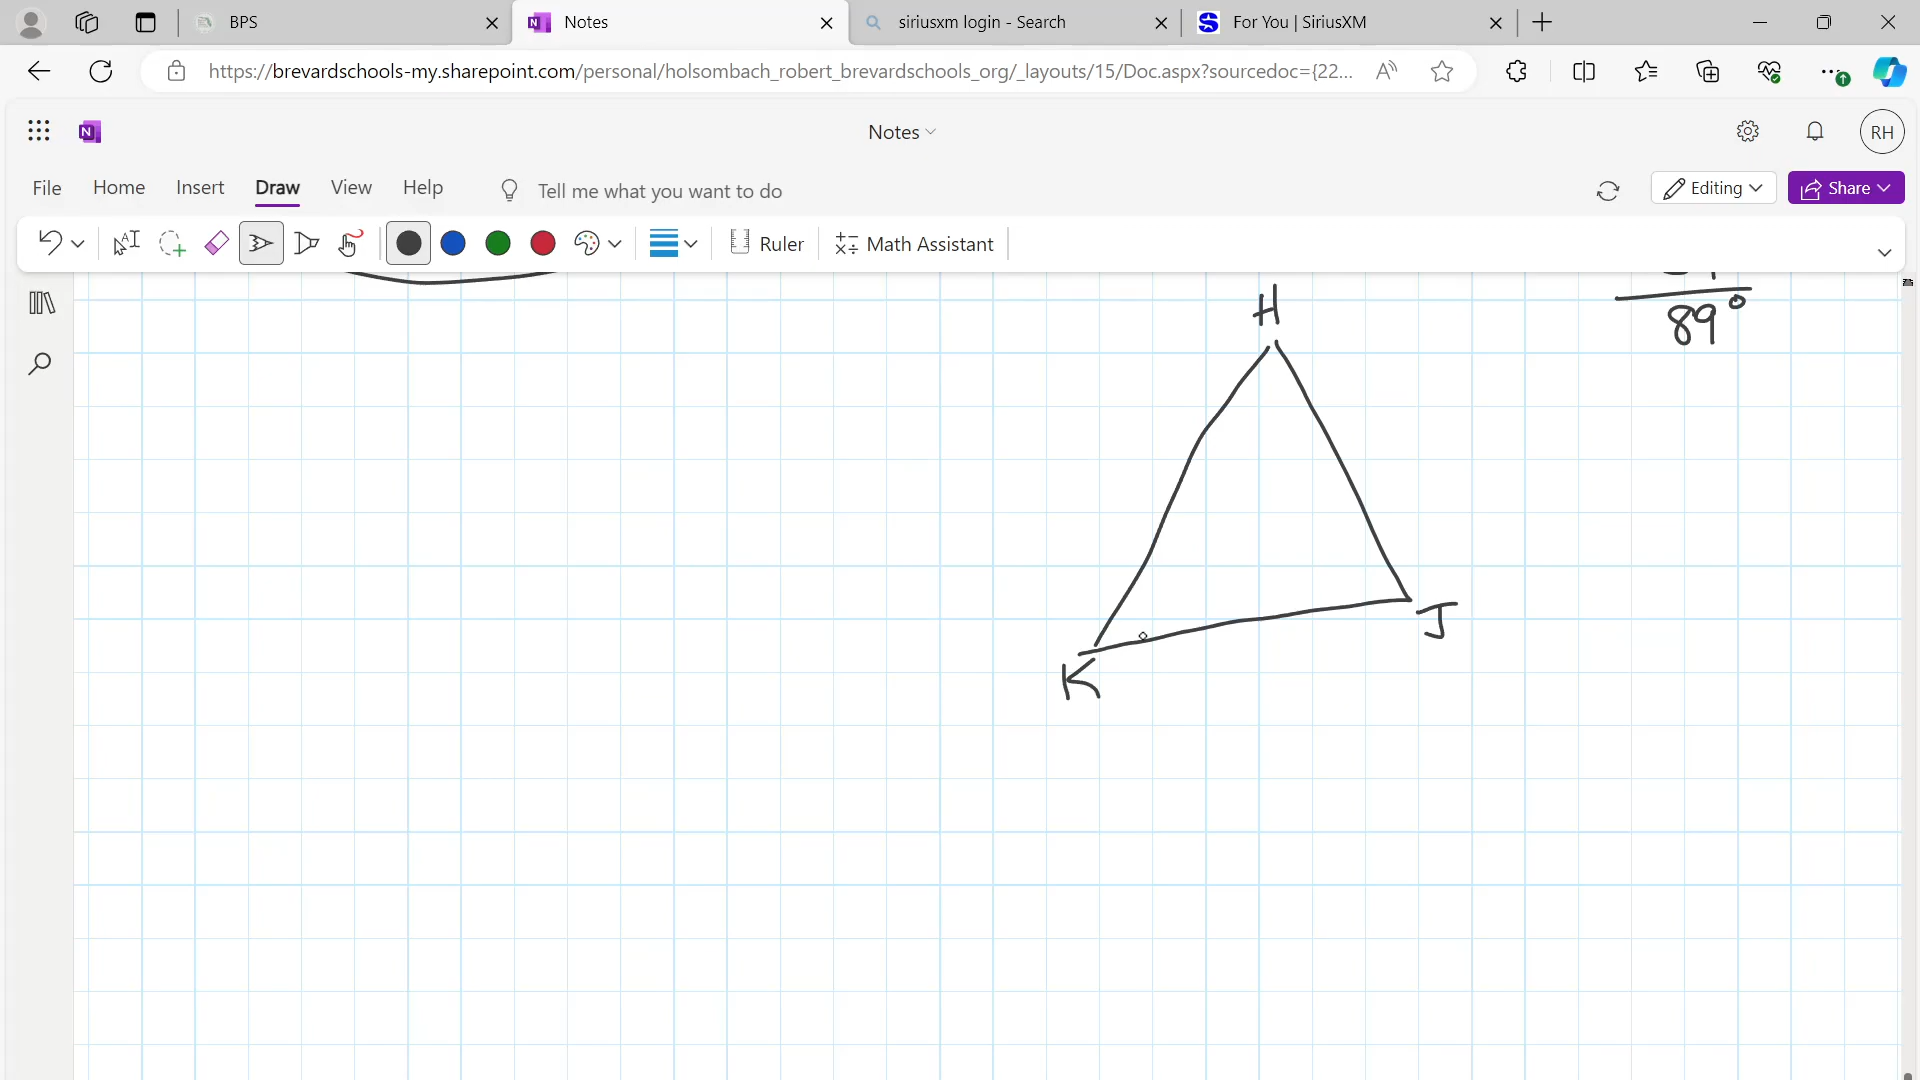 BPS
Notes
siriusxm login - Search
For You | SiriusXM
https://brevardschools-my.sharepoint.com/personal/holsombach_robert_brevardschools_org/_layouts/15/Doc.aspx?sourcedoc={22...
Notes
RH
File Home Insert Draw View Help Tell me what you want to do
Editing
Share
Ruler
Math Assistant
H
89°
J
K